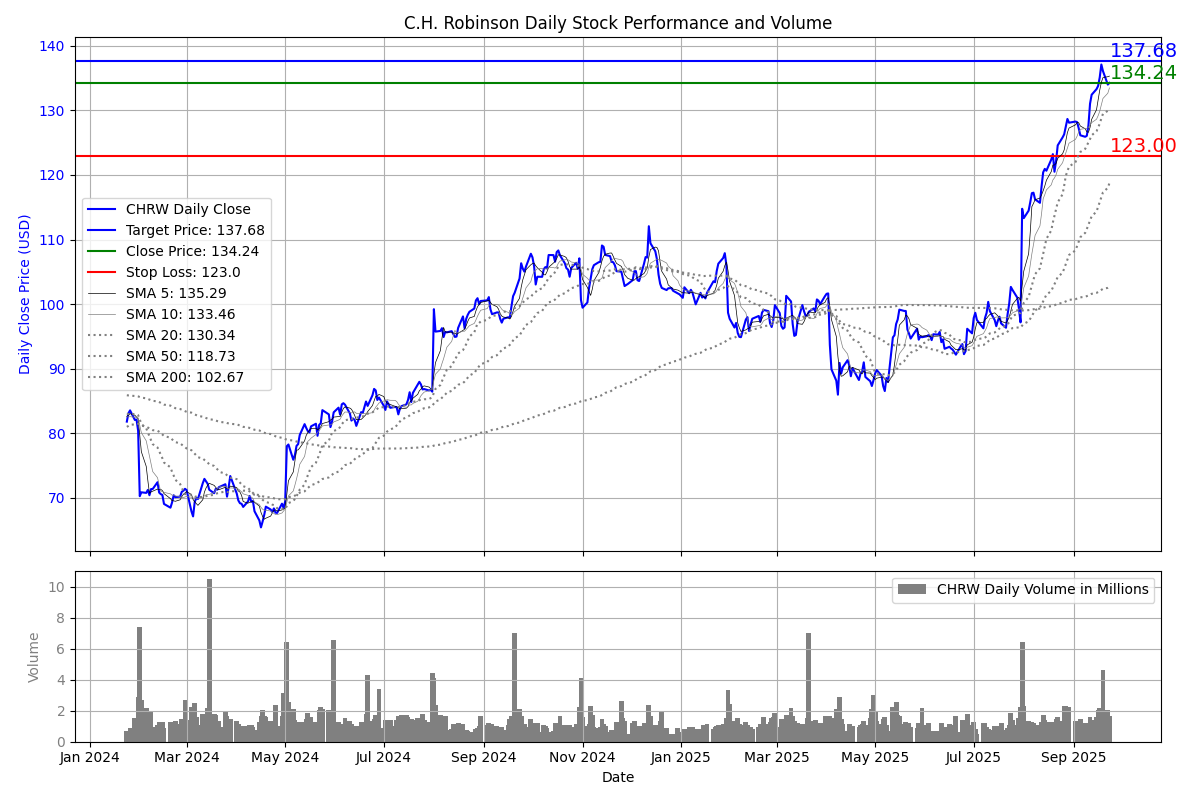 C.H. Robinson Daily Stock Performance and Volume
140
130
120
110
100
90
80
70
Daily Close Price (USD)
137.68
134.24
123.00
CHRW Daily Close
Target Price: 137.68
Close Price: 134.24
Stop Loss: 123.0
SMA 5: 135.29
SMA 10: 133.46
SMA 20: 130.34
SMA 50: 118.73
SMA 200: 102.67
10
8
6
4
2
0
Volume
CHRW Daily Volume in Millions
Jan 2024 Mar 2024 May 2024 Jul 2024 Sep 2024 Nov 2024 Jan 2025 Mar 2025 May 2025 Jul 2025 Sep 2025
Date